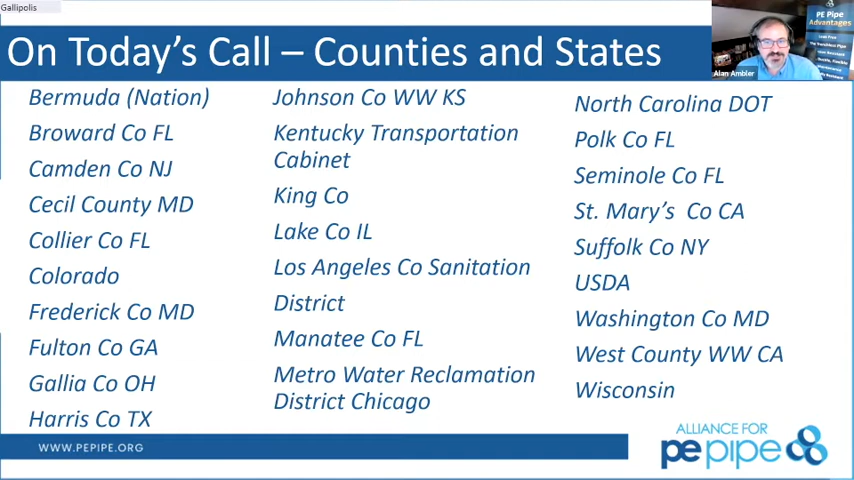 Gallipolis
On Today's Call – Counties and States
PE Pipe
Advantages
Alan Ambler
Bermuda (Nation)
Broward Co FL
Camden Co NJ
Cecil County MD
Collier Co FL
Colorado
Frederick Co MD
Fulton Co GA
Gallia Co OH
Harris Co TX
Johnson Co WW KS
Kentucky Transportation
Cabinet
King Co
Lake Co IL
Los Angeles Co Sanitation
District
Manatee Co FL
Metro Water Reclamation
District Chicago
North Carolina DOT
Polk Co FL
Seminole Co FL
St. Mary's Co CA
Suffolk Co NY
USDA
Washington Co MD
West County WW CA
Wisconsin
WWW.PEPIPE.ORG
ALLIANCE FOR
pe pipe